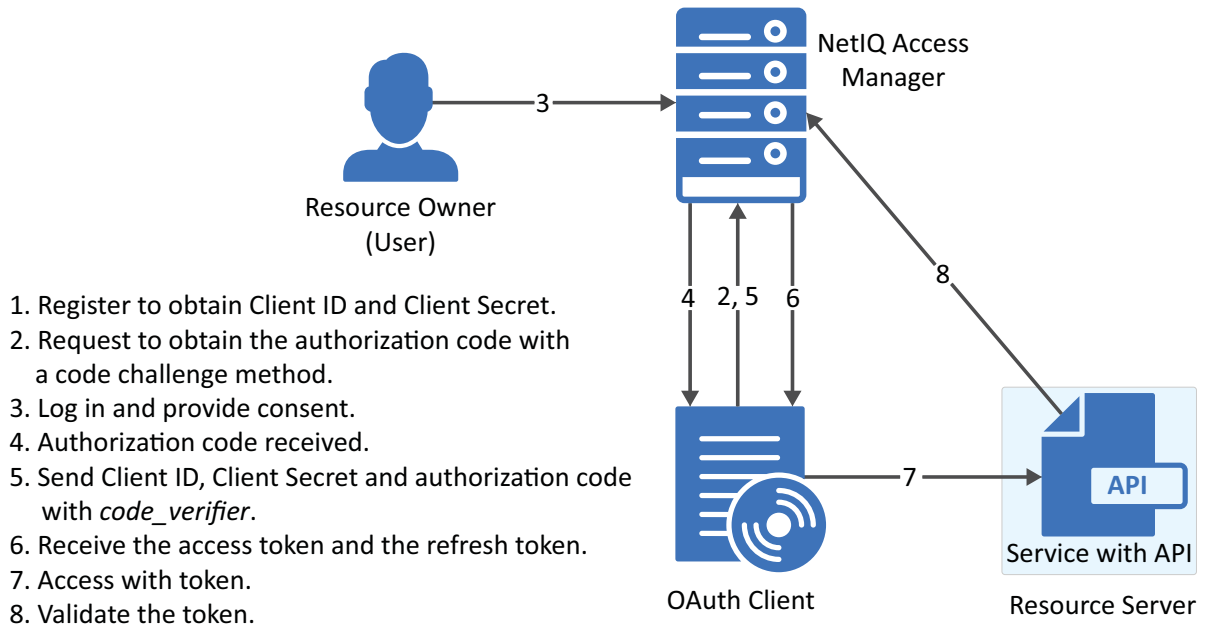 NetIQ Access
Manager
3
Resource Owner
(User)
8
4
2, 5
6
1. Register to obtain Client ID and Client Secret.
2. Request to obtain the authorization code with
a code challenge method.
3. Log in and provide consent.
4. Authorization code received.
5. Send Client ID, Client Secret and authorization code
with code_verifier.
6. Receive the access token and the refresh token.
7. Access with token.
8. Validate the token.
7
API
Service with API
OAuth Client
Resource Server